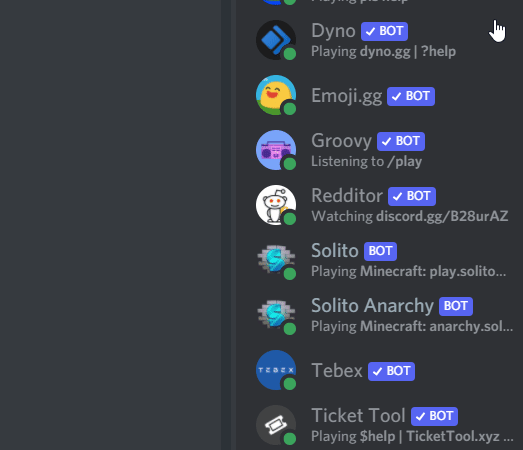 Dyno ✓ BOT
Playing dyno.gg | ?help
Emoji.gg ✓ BOT
Groovy ✓ BOT
Listening to /play
Redditor ✓ BOT
Watching discord.gg/B28urAZ
Solito BOT
Playing Minecraft: play.solito...
Solito Anarchy BOT
Playing Minecraft: anarchy.sol...
TEBEX
Tebex ✓ BOT
Ticket Tool ✓ BOT
Playing $help | TicketTool.xyz ...